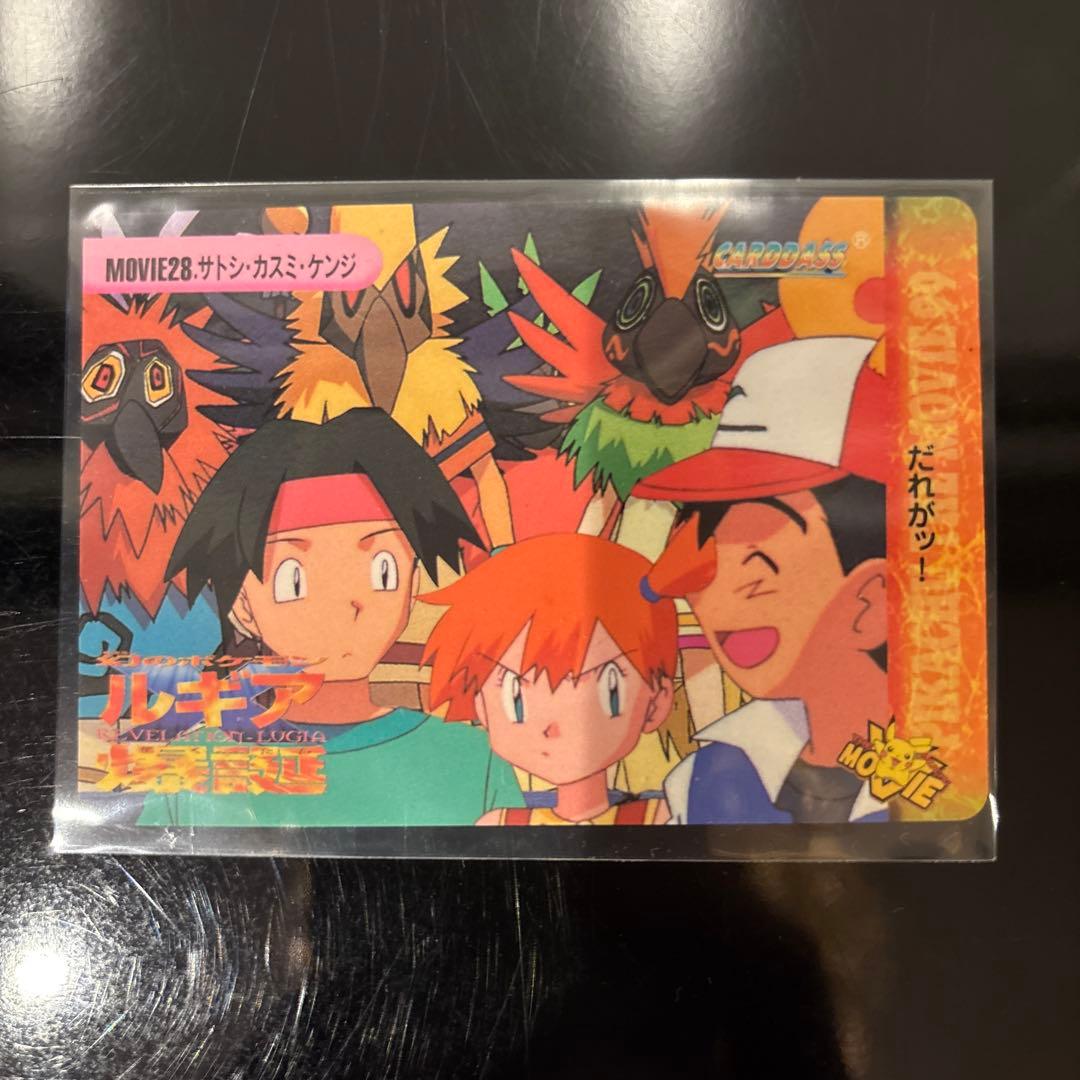 MOVIE28.サトシ・カスミ・ケンジ
CARDDASS®
だれがッ!
幻のポケモン
ルギア
REVELATION-LUGIA
爆誕
MOVIE